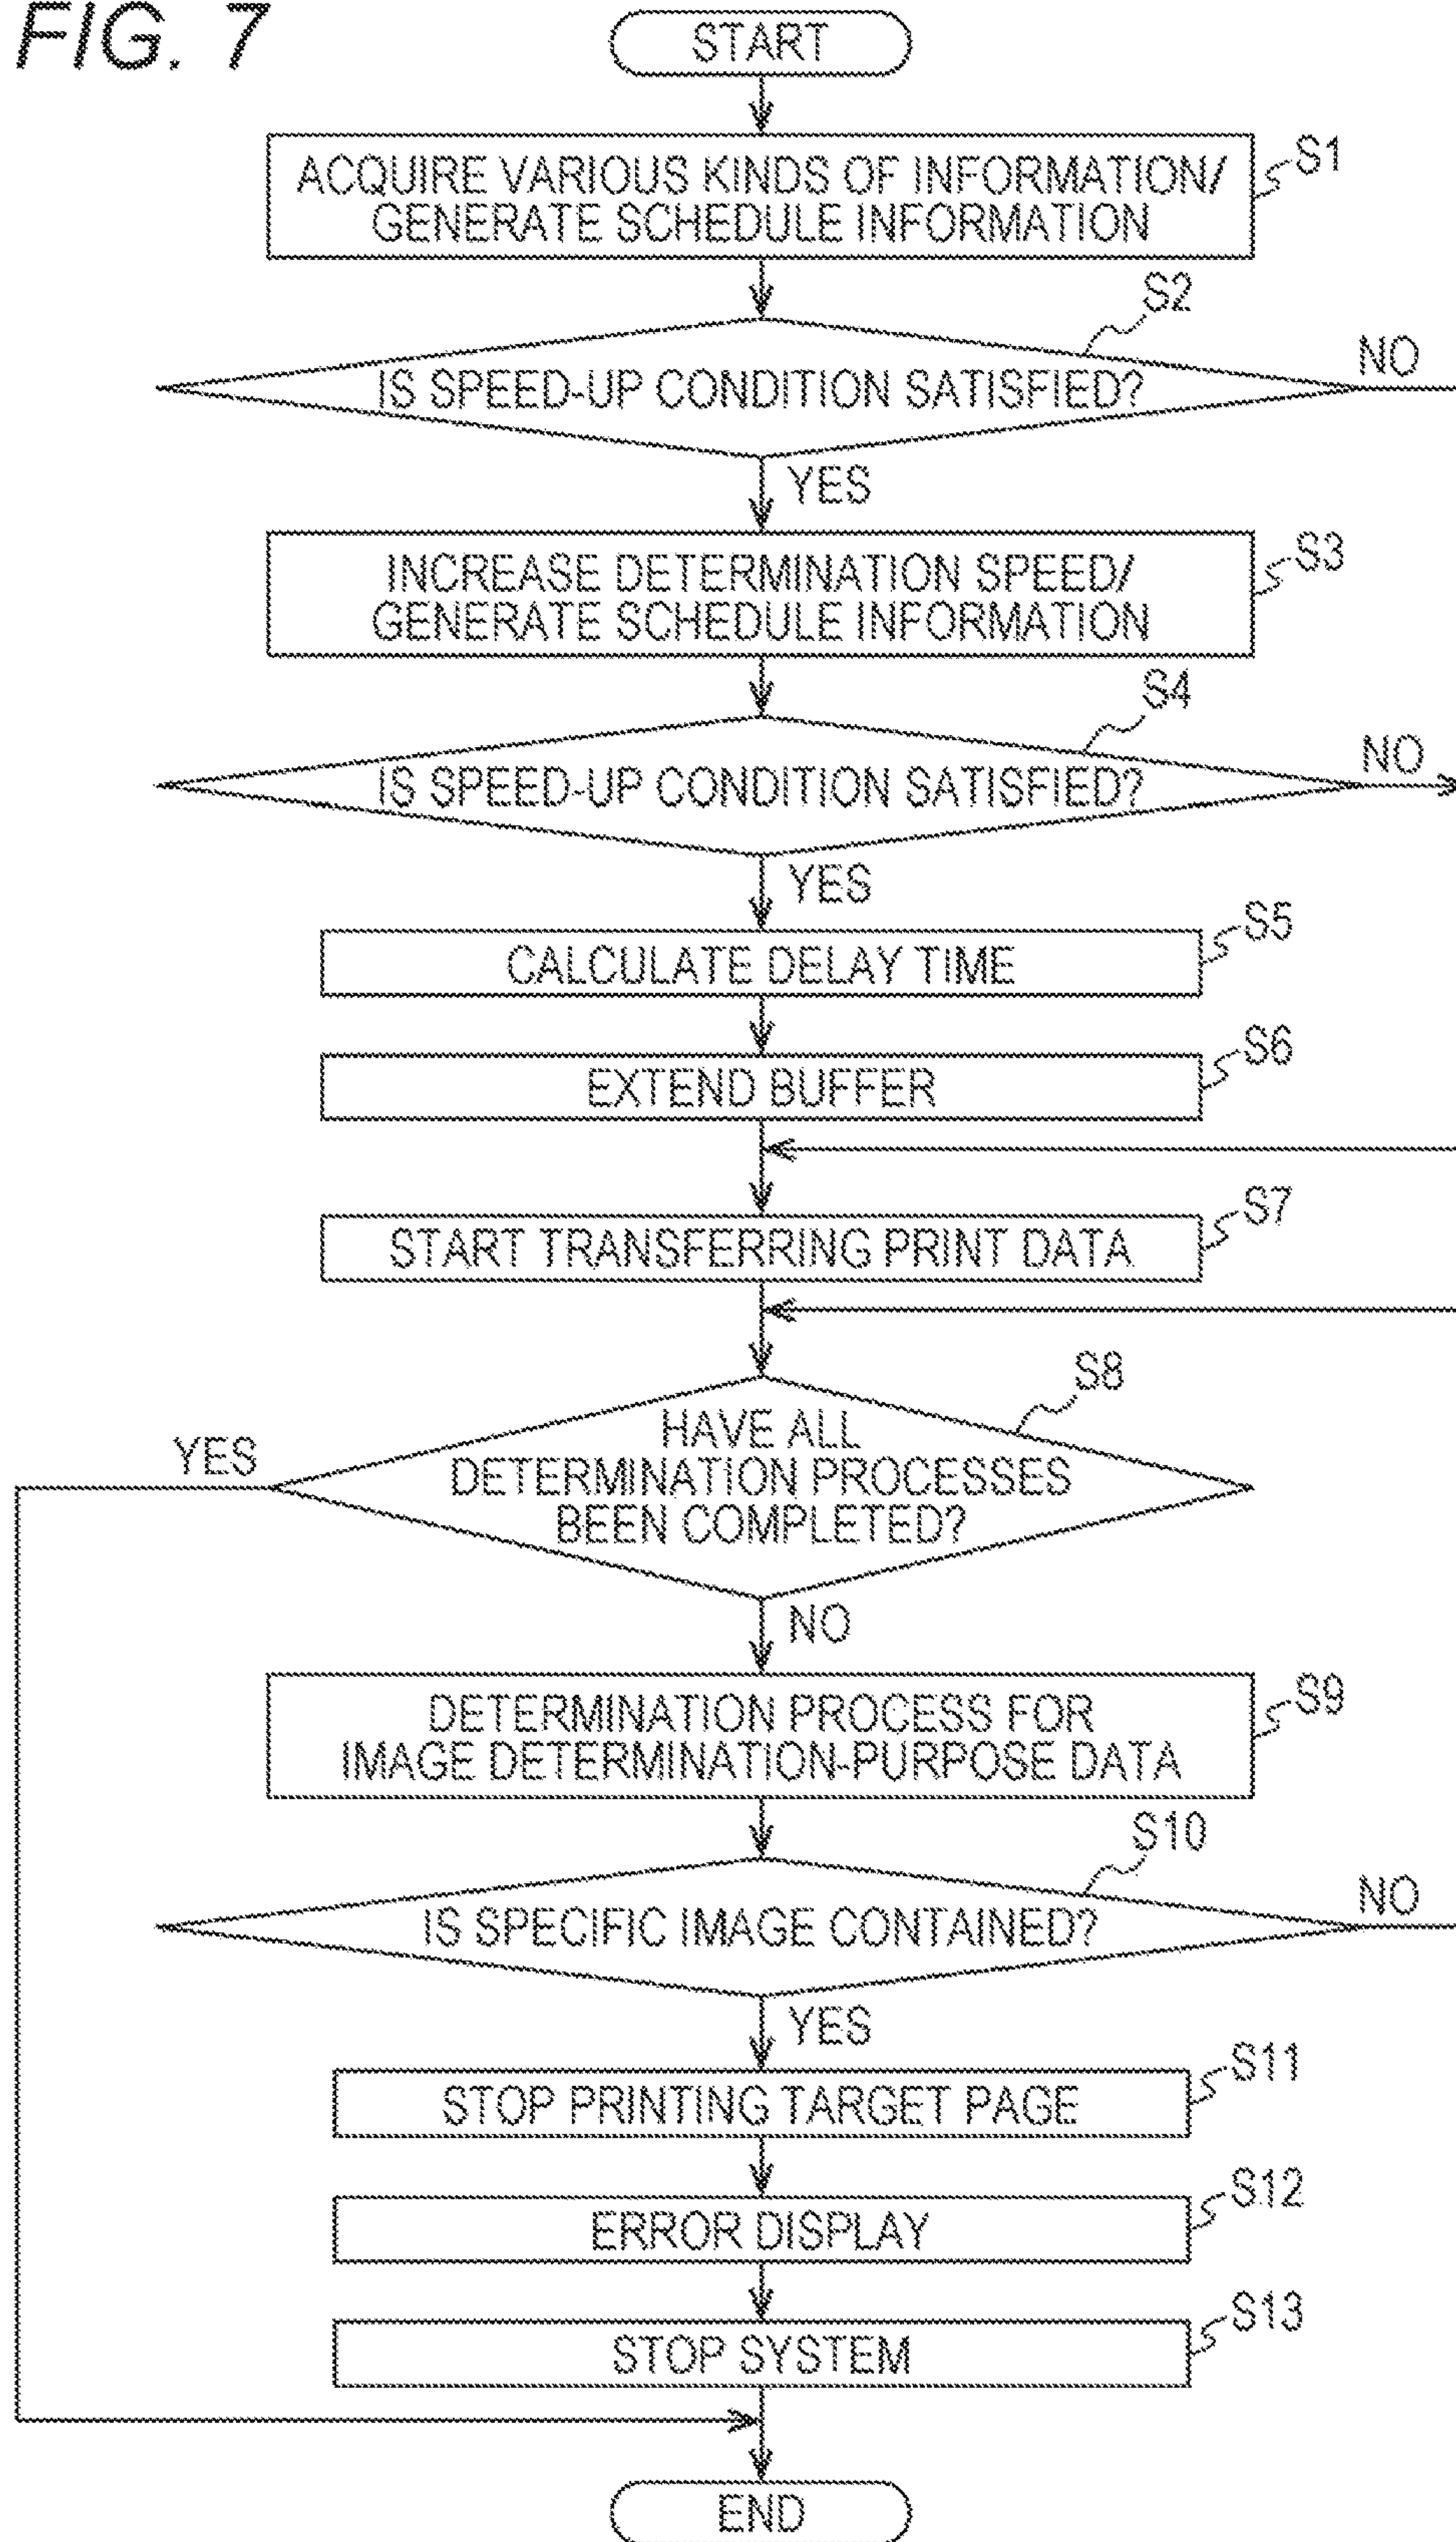 FIG. 7
START
S1
ACQUIRE VARIOUS KINDS OF INFORMATION/
GENERATE SCHEDULE INFORMATION
S2
NO
IS SPEED-UP CONDITION SATISFIED?
YES
S3
INCREASE DETERMINATION SPEED/
GENERATE SCHEDULE INFORMATION
S4
NO
IS SPEED-UP CONDITION SATISFIED?
YES
S5
CALCULATE DELAY TIME
S6
EXTEND BUFFER
S7
START TRANSFERRING PRINT DATA
S8
YES
HAVE ALL
DETERMINATION PROCESSES
BEEN COMPLETED?
NO
S9
DETERMINATION PROCESS FOR
IMAGE DETERMINATION-PURPOSE DATA
S10
NO
IS SPECIFIC IMAGE CONTAINED?
YES
S11
STOP PRINTING TARGET PAGE
S12
ERROR DISPLAY
S13
STOP SYSTEM
END